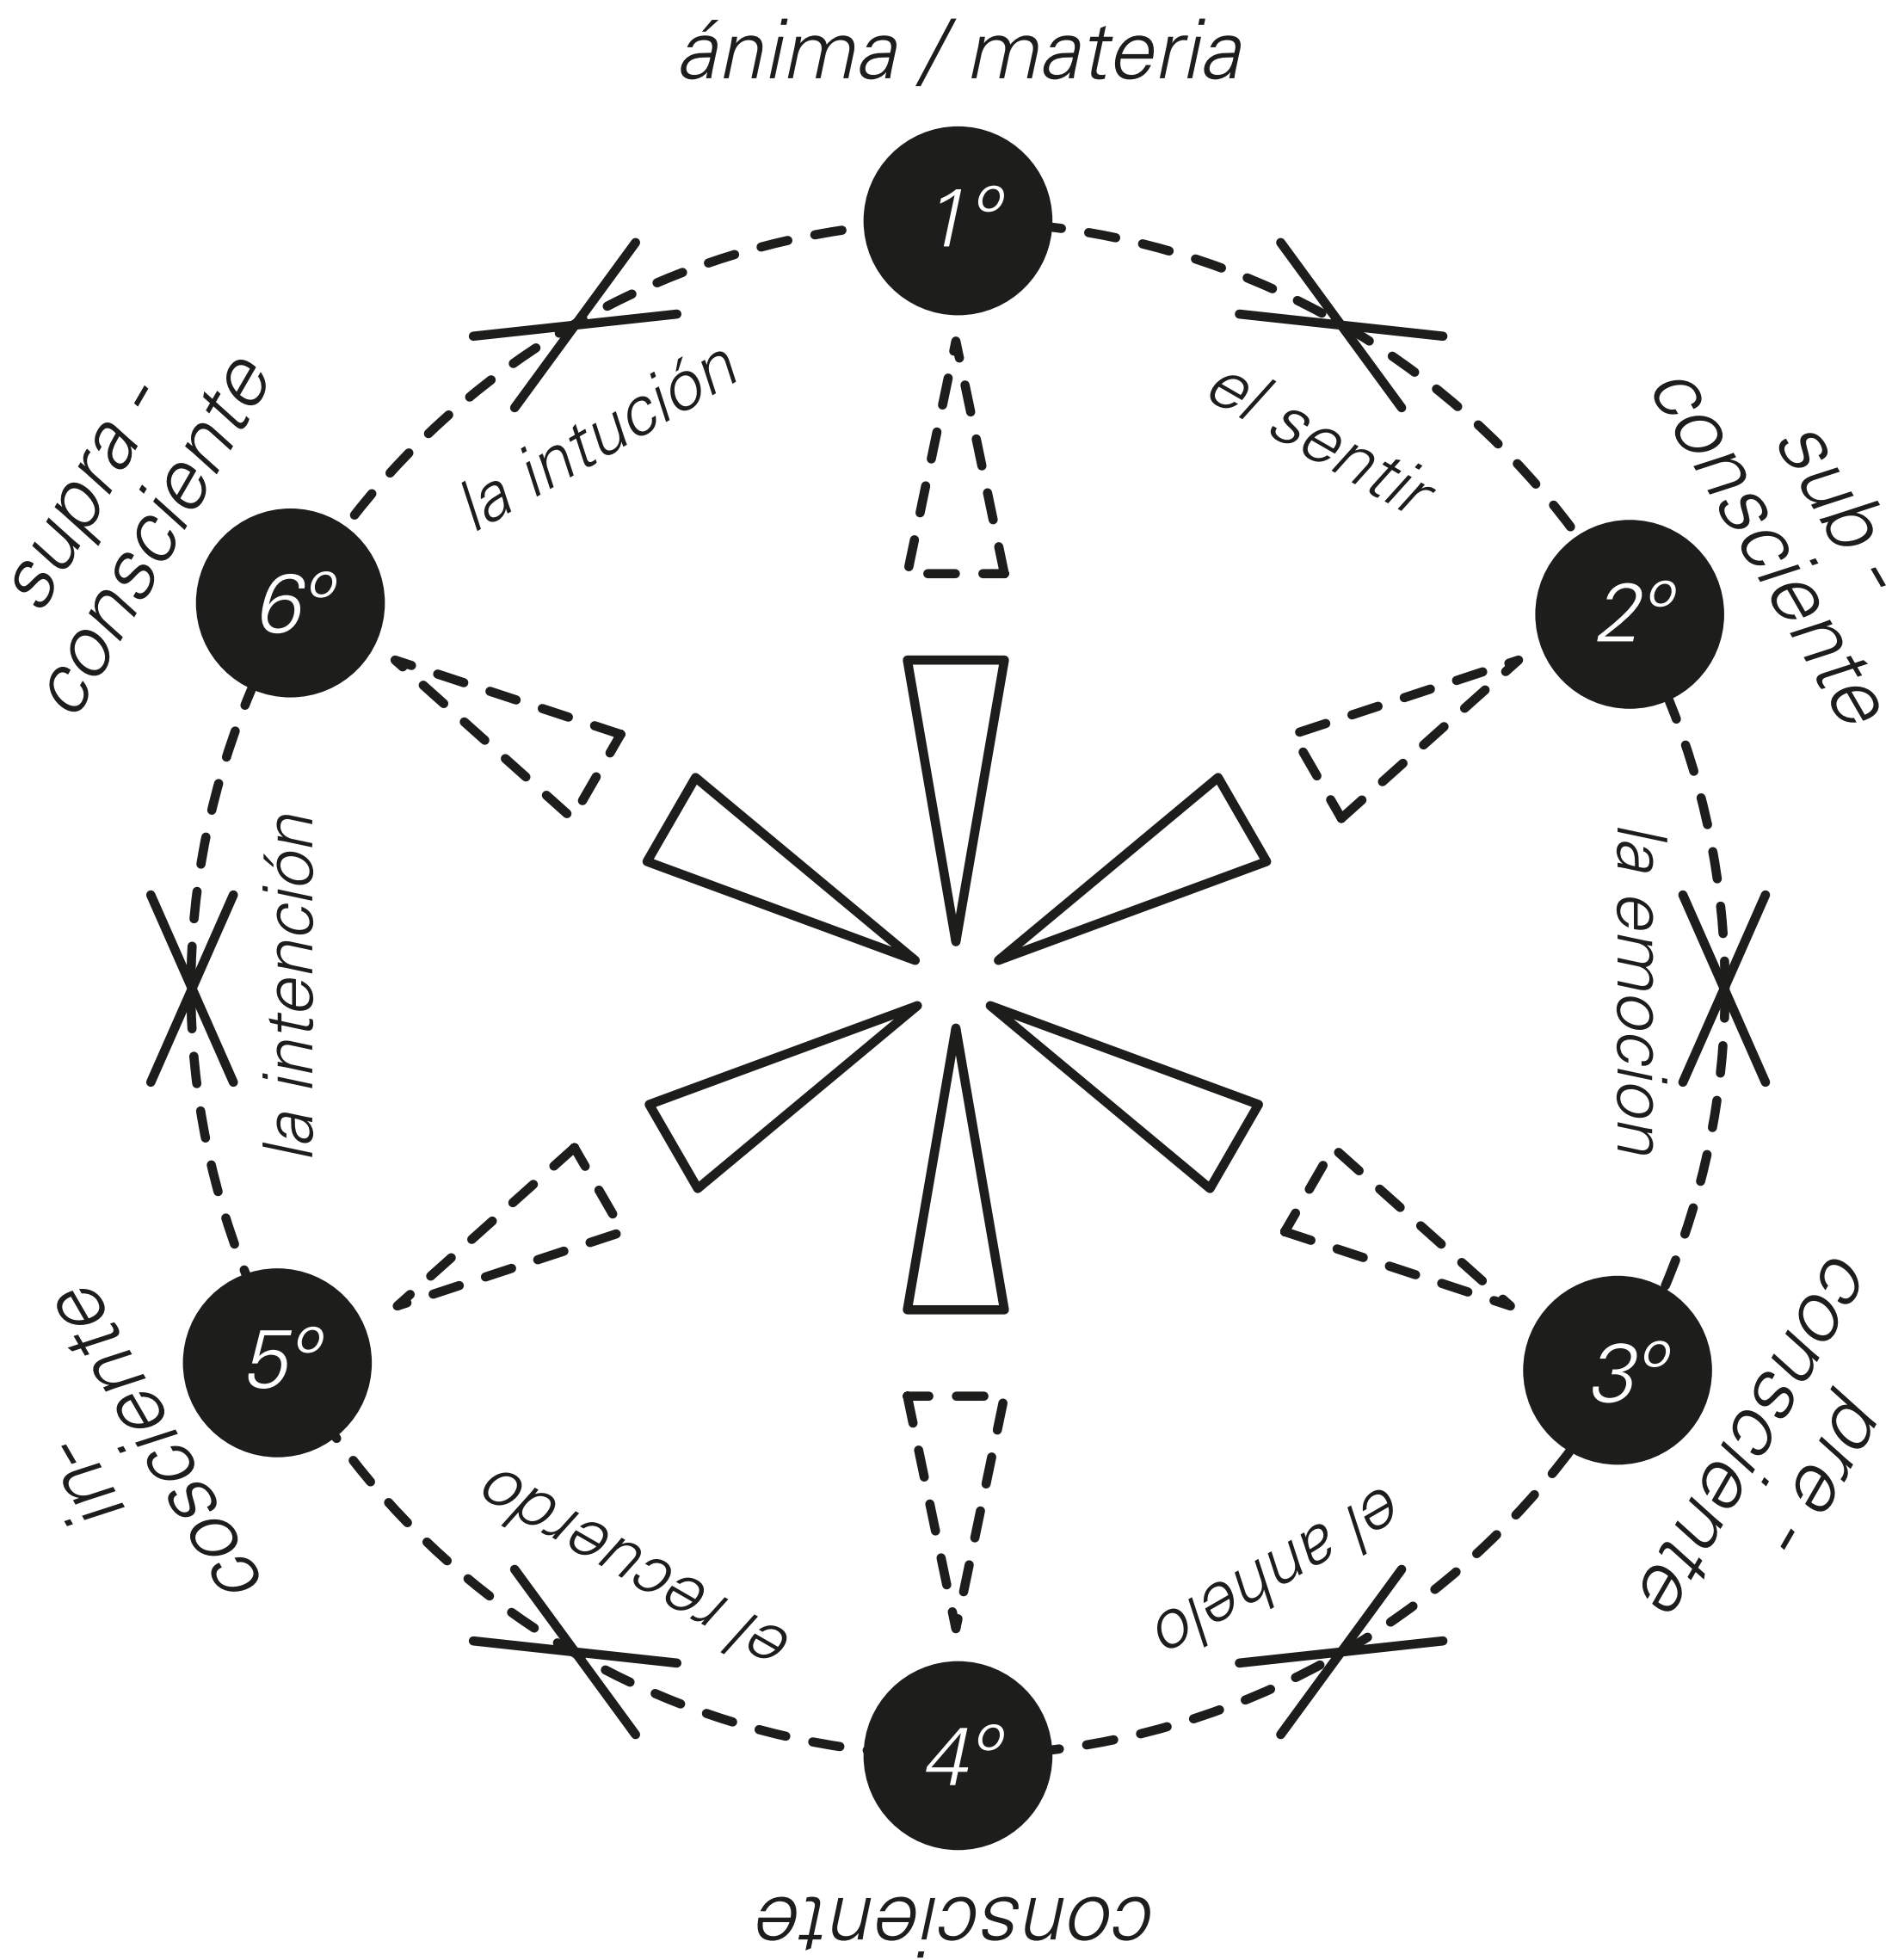 ánima / materia
1º
el sentir
sub -
consciente
2º
la emocion
3º
pre -
consciente
el anhelo
4º
consciente
el recuerdo
5º
in-
cosciente
la intención
6º
supra -
consciente
la intución